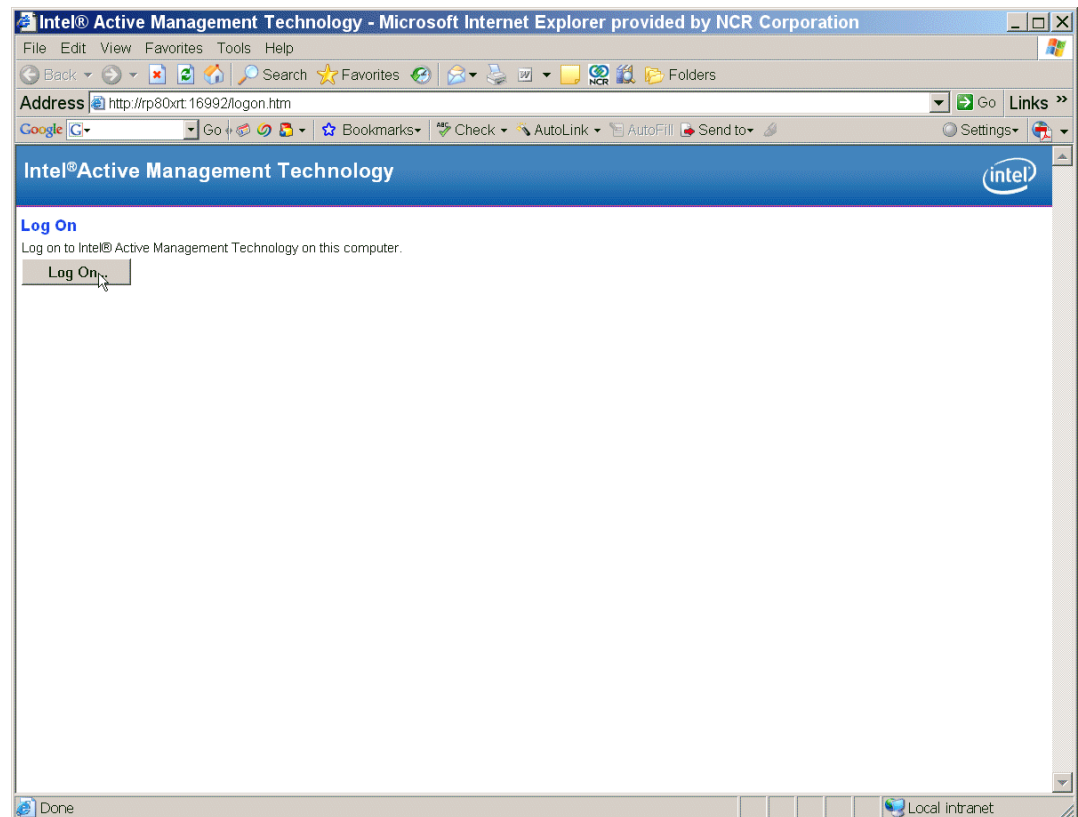 Intel® Active Management Technology - Microsoft Internet Explorer provided by NCR Corporation
File Edit View Favorites Tools Help
Back Search Favorites NCR Folders
Address http://rp80xrt:16992/logon.htm Go Links »
Google G Go Bookmarks ABC Check AutoLink AutoFill Send to Settings
Intel®Active Management Technology intel
Log On
Log on to Intel® Active Management Technology on this computer.
Log On...
Done Local intranet